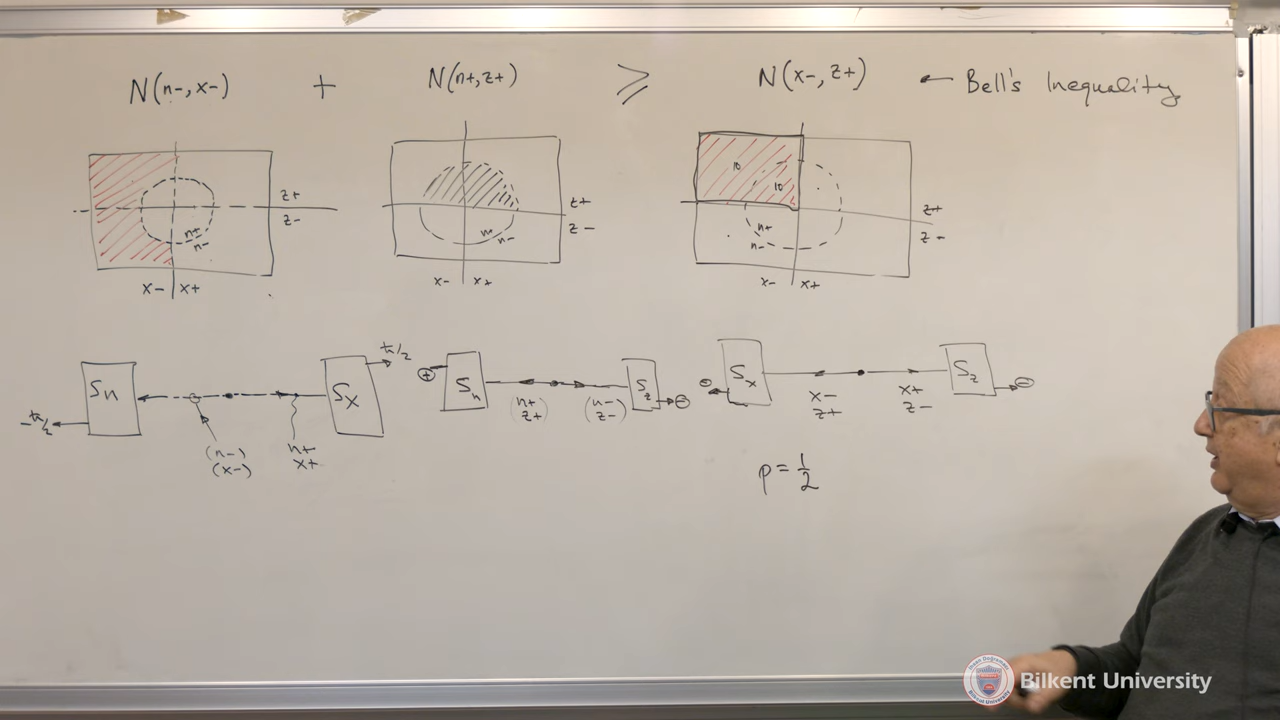 N(n-, x-) + N(n+, z+) ≥ N(x-, z+) ← Bell's Inequality
z+
z-
n+
n-
x- x+
z+
z-
n-
x- x+
10
10
z+
z-
n+
n-
x- x+
Sn
-ħ/2
(n-)
(x-)
n+
x+
Sx
ħ/2
⊕
Sn
(n+
z+)
(n-
z-)
Sz
⊖
⊖
Sx
x-
z+
x+
z-
Sz
⊖
p = 1/2
Bilkent University